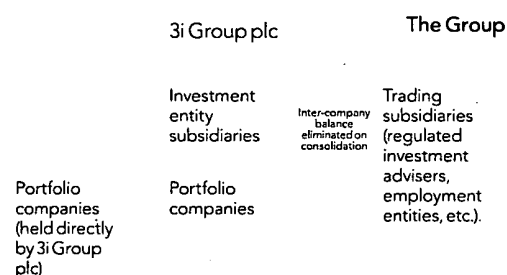 3i Group plc
The Group
Investment
entity
subsidiaries
Inter-company
balance
eliminated on
consolidation
Trading
subsidiaries
(regulated
investment
advisers,
employment
entities, etc.).
Portfolio
companies
(held directly
by 3i Group
plc)
Portfolio
companies